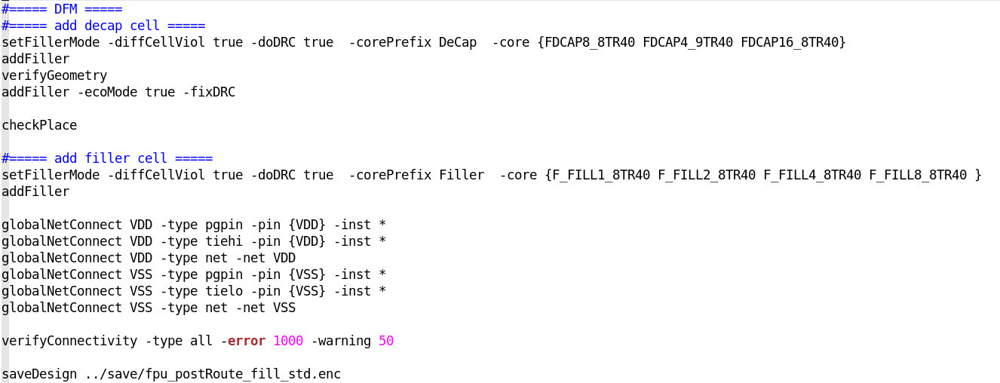 #===== DFM =====
#===== add decap cell =====
setFillerMode -diffCellViol true -doDRC true  -corePrefix DeCap  -core {FDCAP8_8TR40 FDCAP4_9TR40 FDCAP16_8TR40}
addFiller
verifyGeometry
addFiller -ecoMode true -fixDRC
checkPlace
#===== add filler cell =====
setFillerMode -diffCellViol true -doDRC true  -corePrefix Filler  -core {F_FILL1_8TR40 F_FILL2_8TR40 F_FILL4_8TR40 F_FILL8_8TR40 }
addFiller
globalNetConnect VDD -type pgpin -pin {VDD} -inst *
globalNetConnect VDD -type tiehi -pin {VDD} -inst *
globalNetConnect VDD -type net -net VDD
globalNetConnect VSS -type pgpin -pin {VSS} -inst *
globalNetConnect VSS -type tielo -pin {VSS} -inst *
globalNetConnect VSS -type net -net VSS
verifyConnectivity -type all -error 1000 -warning 50
saveDesign ../save/fpu_postRoute_fill_std.enc